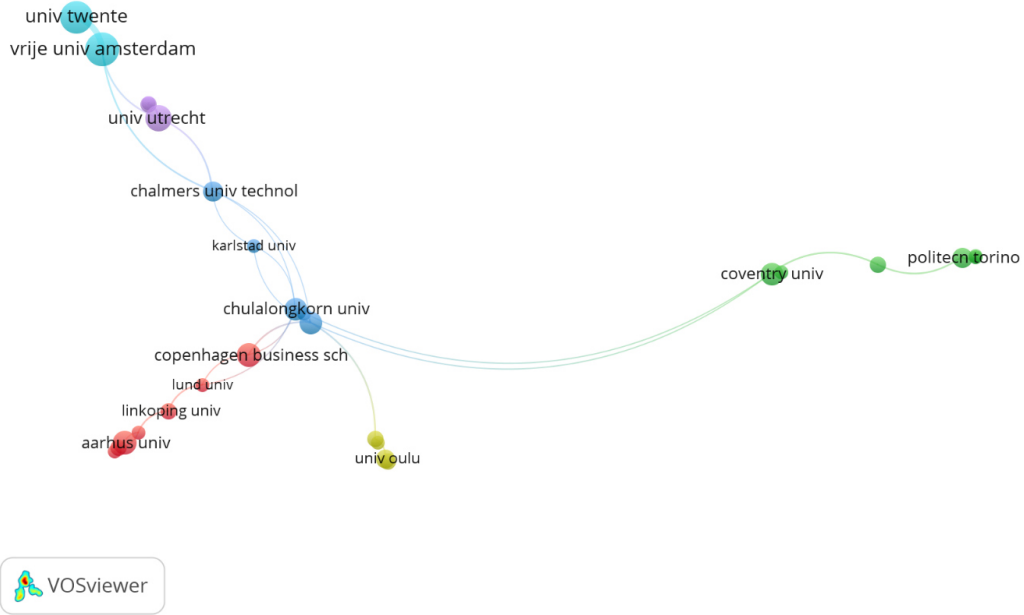 univ twente
vrije univ amsterdam
univ utrecht
chalmers univ technol
karlstad univ
politecn torino
coventry univ
chulalongkorn univ
copenhagen business sch
lund univ
linkoping univ
aarhus univ
univ oulu
VOSviewer